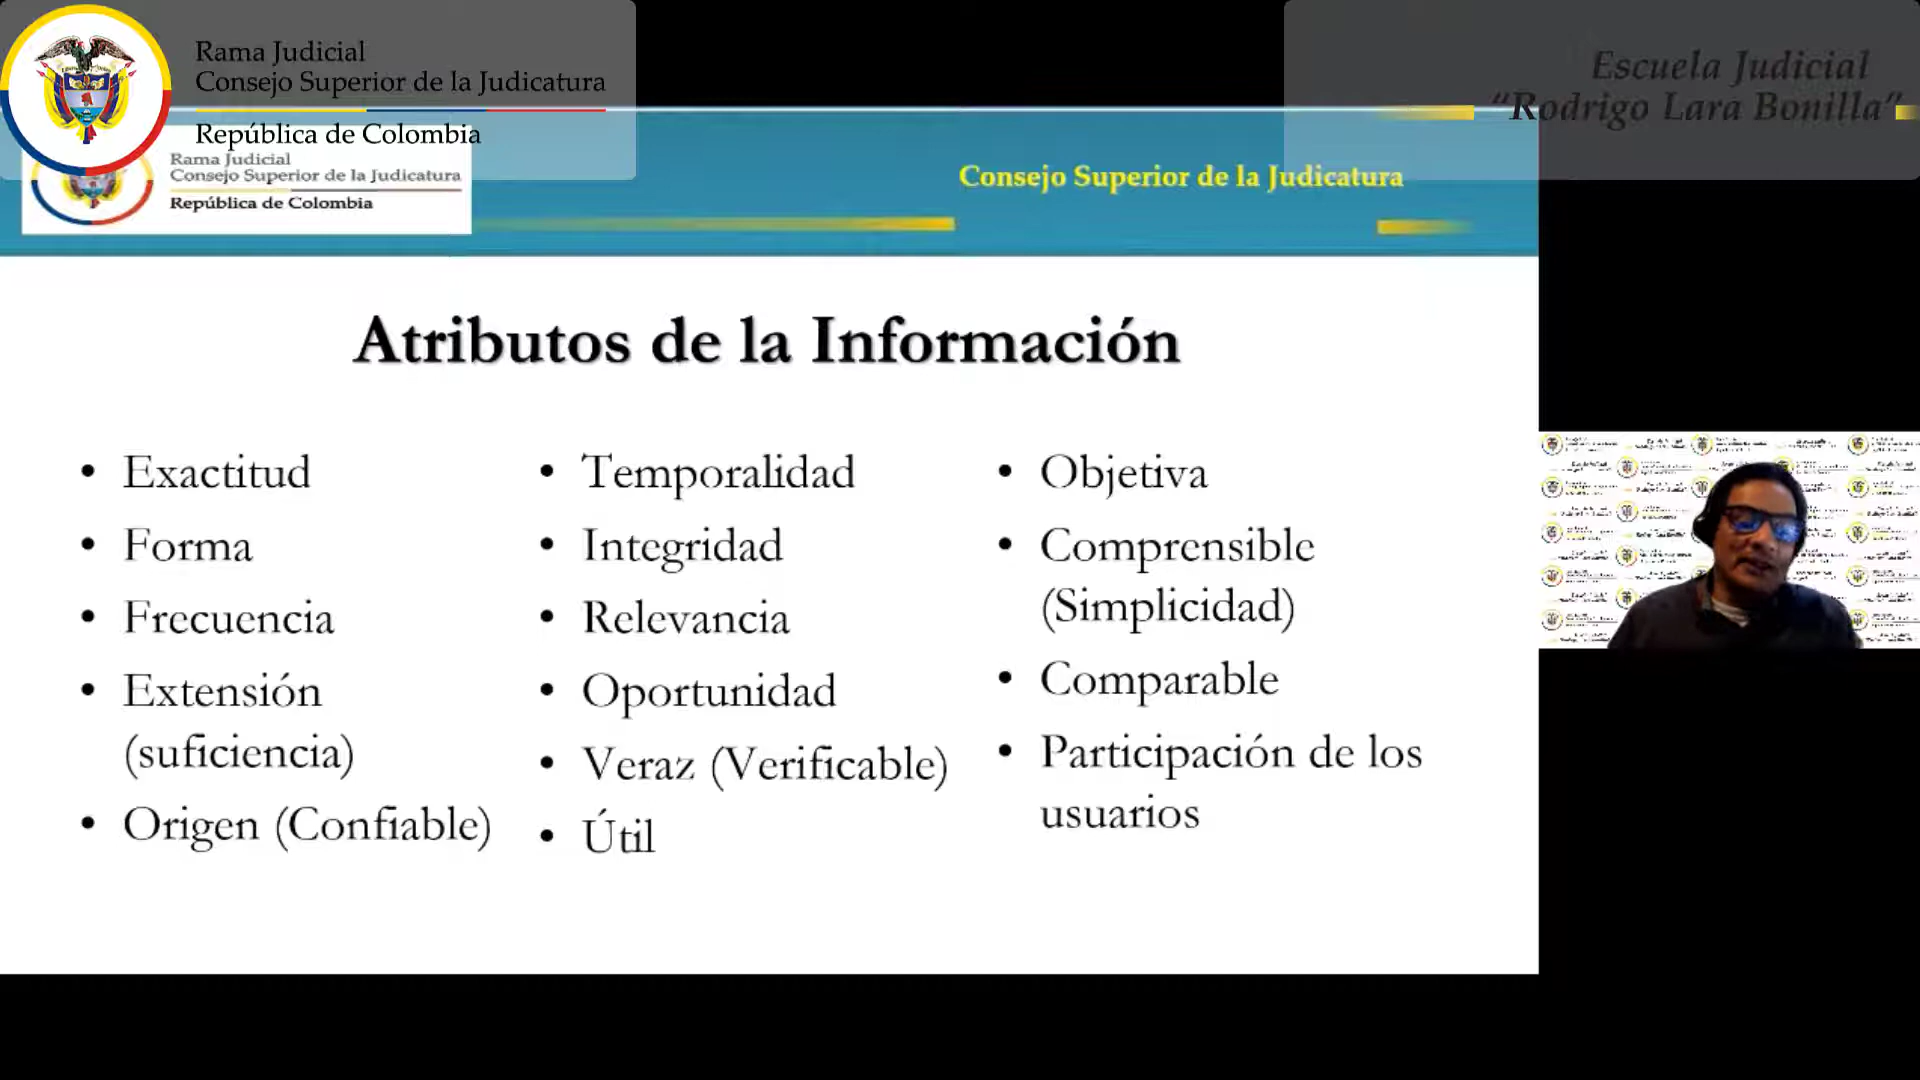 Rama Judicial
Consejo Superior de la Judicatura
República de Colombia
Escuela Judicial
“Rodrigo Lara Bonilla”
Rama Judicial
Consejo Superior de la Judicatura
República de Colombia
Consejo Superior de la Judicatura
Atributos de la Información
• Exactitud
• Forma
• Frecuencia
• Extensión
(suficiencia)
• Origen (Confiable)
• Temporalidad
• Integridad
• Relevancia
• Oportunidad
• Veraz (Verificable)
• Útil
• Objetiva
• Comprensible
(Simplicidad)
• Comparable
• Participación de los
usuarios